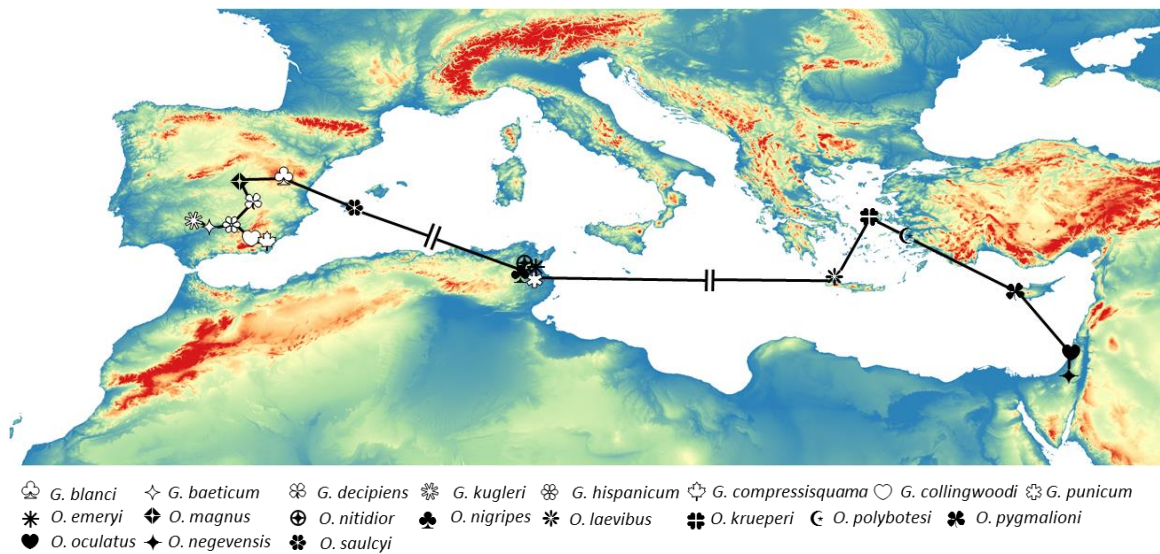 G. blanci G. baeticum G. decipiens G. kugleri G. hispanicum G. compressisquama G. collingwoodi G. punicum
O. emeryi O. magnus O. nitidior O. nigripes O. laevibus O. krueperi O. polybotesi O. pygmalioni
O. oculatus O. negevensis O. saulcyi